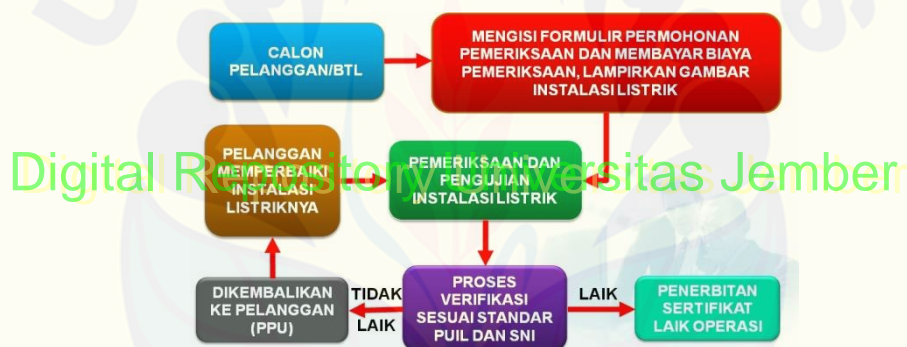 CALON
PELANGGAN/BTL
MENGISI FORMULIR PERMOHONAN
PEMERIKSAAN DAN MEMBAYAR BIAYA
PEMERIKSAAN, LAMPIRKAN GAMBAR
INSTALASI LISTRIK
PELANGGAN
MEMPERBAIKI
INSTALASI
LISTRIKNYA
PEMERIKSAAN DAN
PENGUJIAN
INSTALASI LISTRIK
Digital Repository Universitas Jember
DIKEMBALIKAN
KE PELANGGAN
(PPU)
TIDAK
LAIK
PROSES
VERIFIKASI
SESUAI STANDAR
PUIL DAN SNI
LAIK
PENERBITAN
SERTIFIKAT
LAIK OPERASI